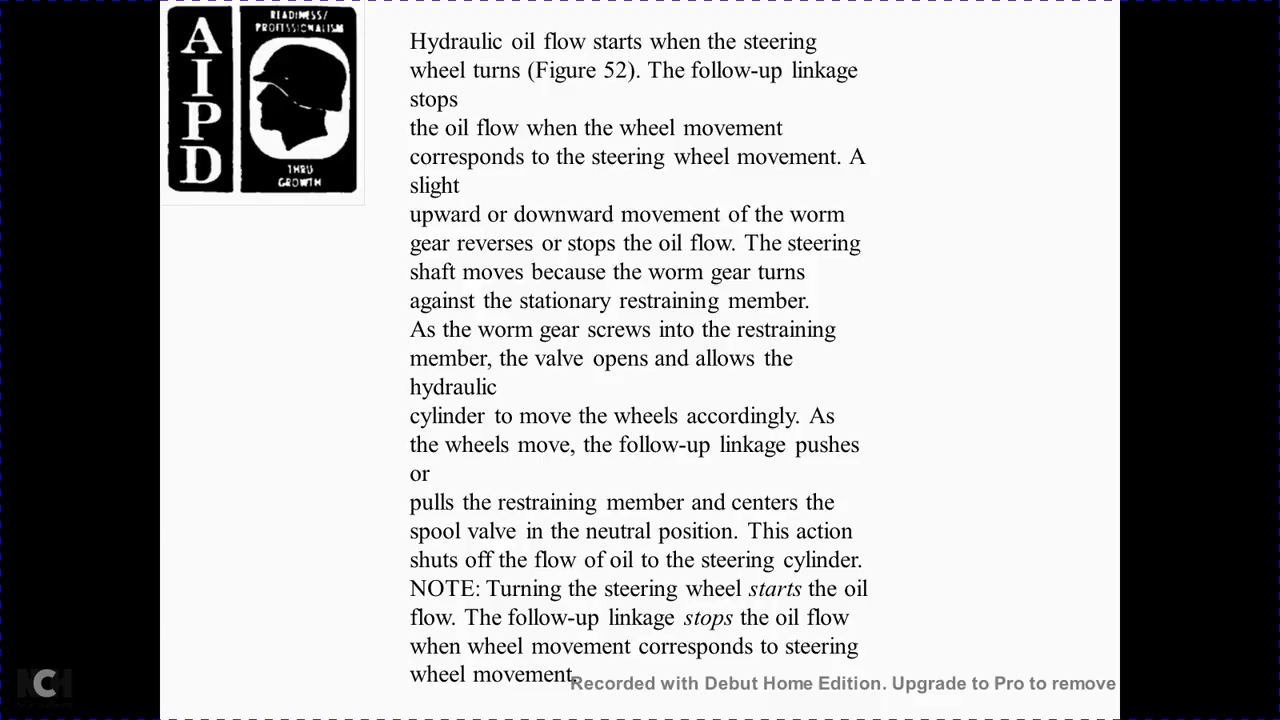 AIPD
READINESS/
PROFESSIONALISM
THRU
GROWTH
Hydraulic oil flow starts when the steering
wheel turns (Figure 52). The follow-up linkage
stops
the oil flow when the wheel movement
corresponds to the steering wheel movement. A
slight
upward or downward movement of the worm
gear reverses or stops the oil flow. The steering
shaft moves because the worm gear turns
against the stationary restraining member.
As the worm gear screws into the restraining
member, the valve opens and allows the
hydraulic
cylinder to move the wheels accordingly. As
the wheels move, the follow-up linkage pushes
or
pulls the restraining member and centers the
spool valve in the neutral position. This action
shuts off the flow of oil to the steering cylinder.
NOTE: Turning the steering wheel starts the oil
flow. The follow-up linkage stops the oil flow
when wheel movement corresponds to steering
wheel movement.
Recorded with Debut Home Edition. Upgrade to Pro to remove
NCH